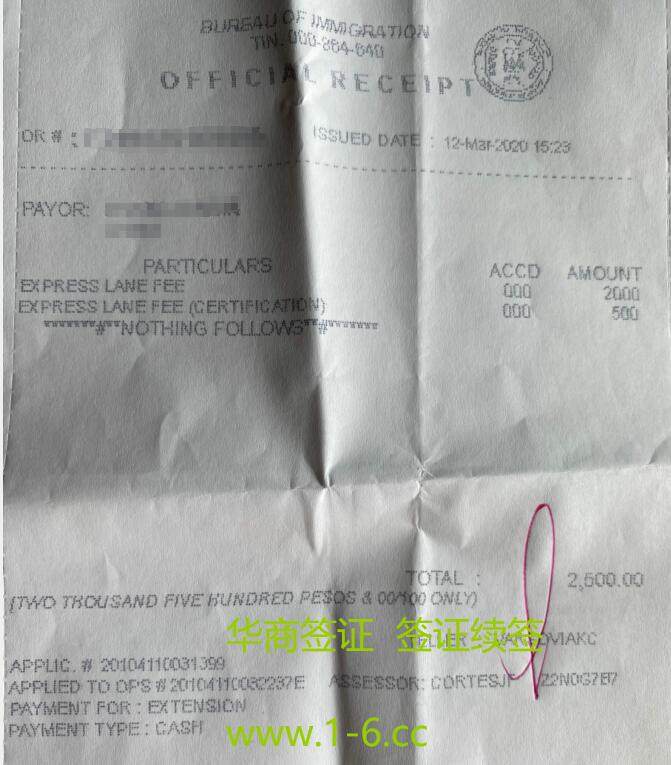 BUREAU OF IMMIGRATION
TIN. 000-864-640
OFFICIAL RECEIPT
OR # :
ISSUED DATE : 12-Mar-2020 15:23
PAYOR:
PARTICULARS ACCD AMOUNT
EXPRESS LANE FEE 000 2000
EXPRESS LANE FEE (CERTIFICATION) 000 500
NOTHING FOLLOWS
TOTAL : 2,500.00
(TWO THOUSAND FIVE HUNDRED PESOS & 00/100 ONLY)
华商签证 签证续签
APPLIC. # 20104110031399
APPLIED TO OPS # 20104110032237E ASSESSOR: CORTESJF
PAYMENT FOR : EXTENSION
PAYMENT TYPE : CASH
www.1-6.cc